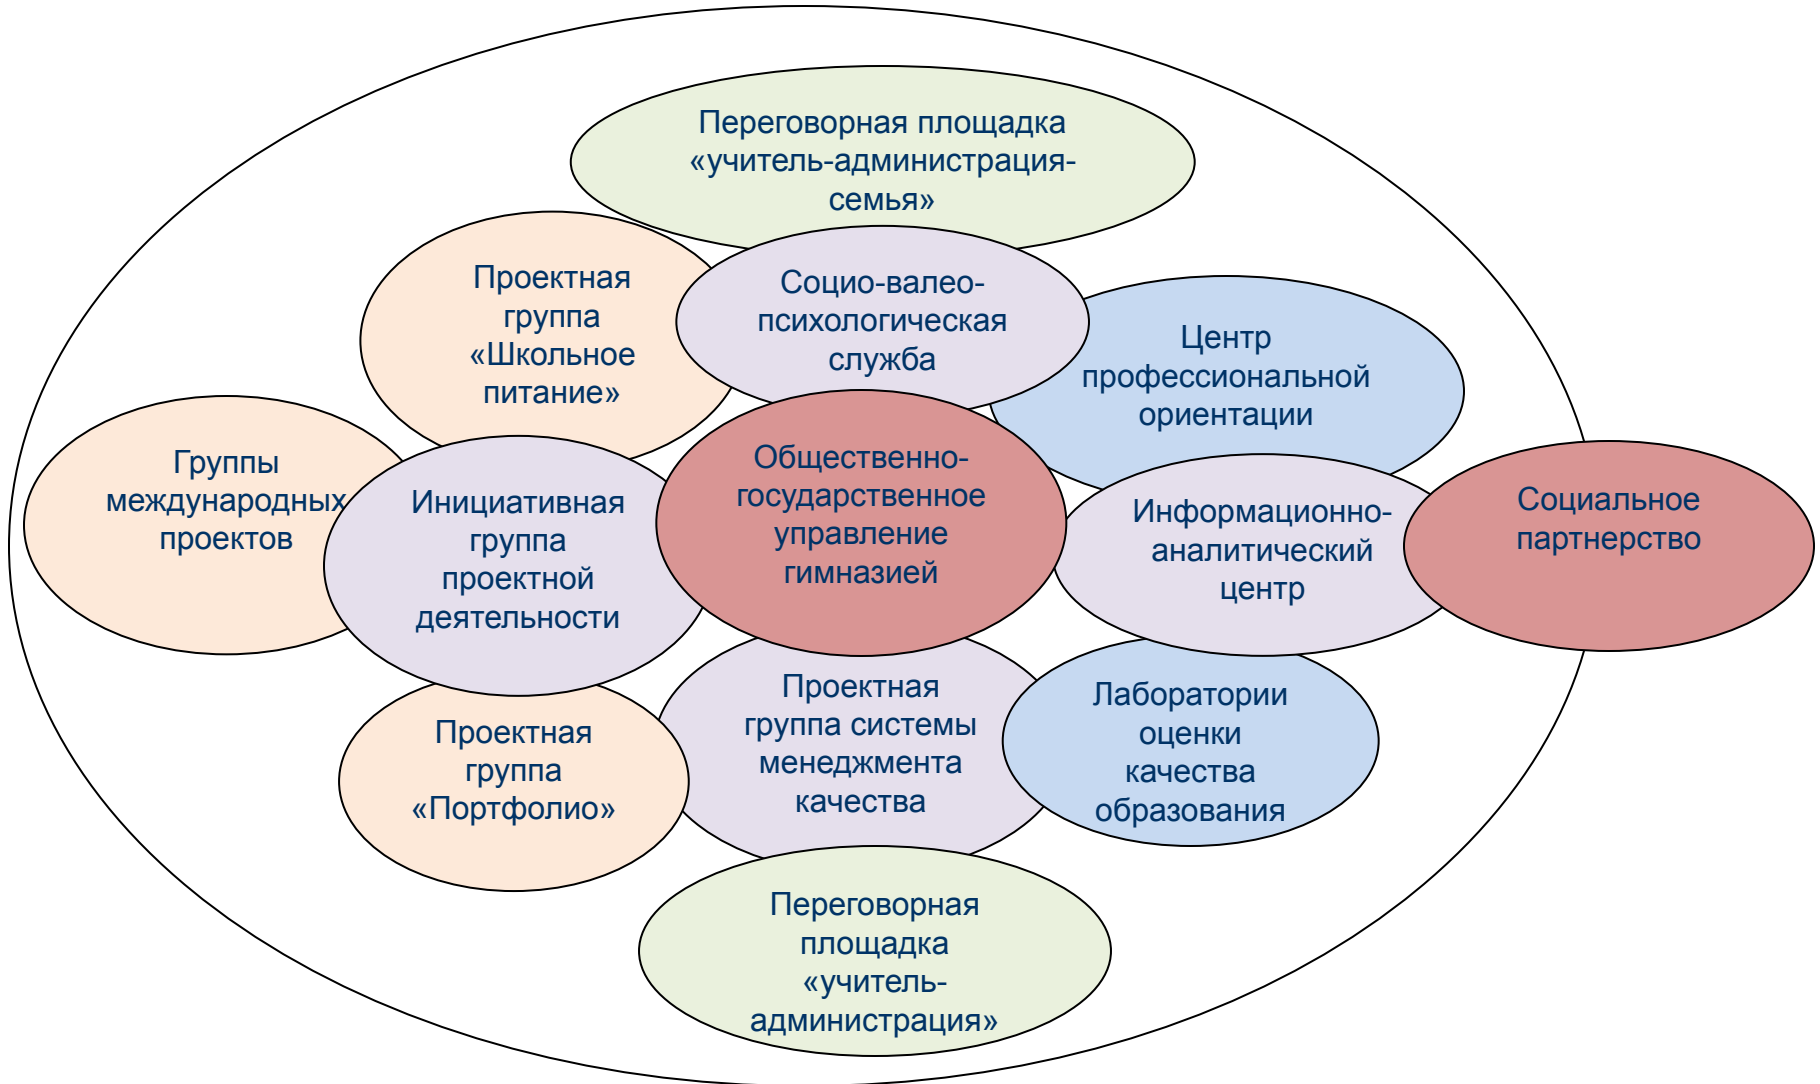 Переговорная площадка
«учитель-администрация-
семья»
Проектная
группа
«Школьное
питание»
Социо-валео-
психологическая
служба
Центр
профессиональной
ориентации
Группы
международных
проектов
Инициативная
группа
проектной
деятельности
Общественно-
государственное
управление
гимназией
Информационно-
аналитический
центр
Социальное
партнерство
Проектная
группа
«Портфолио»
Проектная
группа системы
менеджмента
качества
Лаборатории
оценки
качества
образования
Переговорная
площадка
«учитель-
администрация»